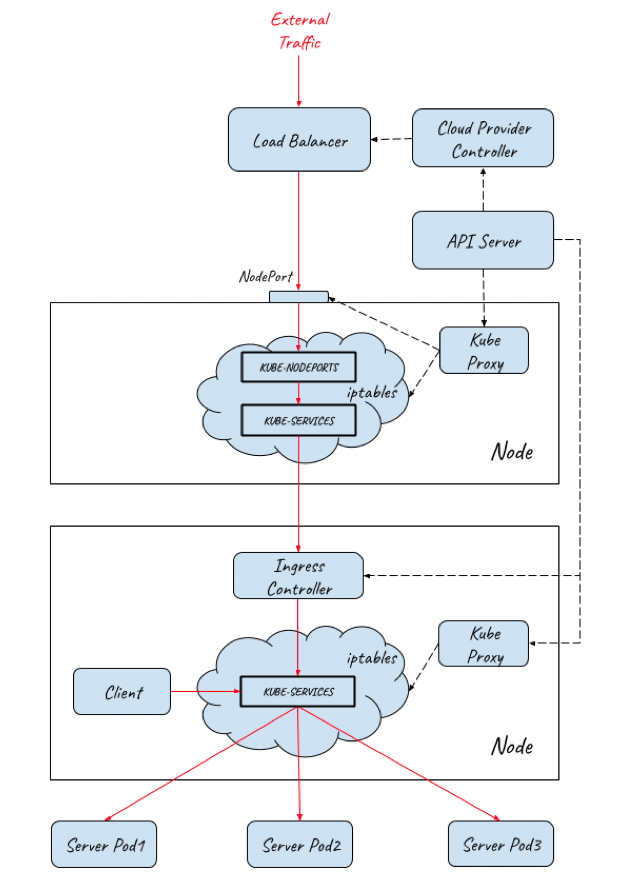 External
Traffic
Load Balancer
Cloud Provider
Controller
API Server
NodePort
Kube
Proxy
KUBE-NODEPORTS
iptables
KUBE-SERVICES
Node
Ingress
Controller
Kube
Proxy
iptables
Client
KUBE-SERVICES
Node
Server Pod1
Server Pod2
Server Pod3